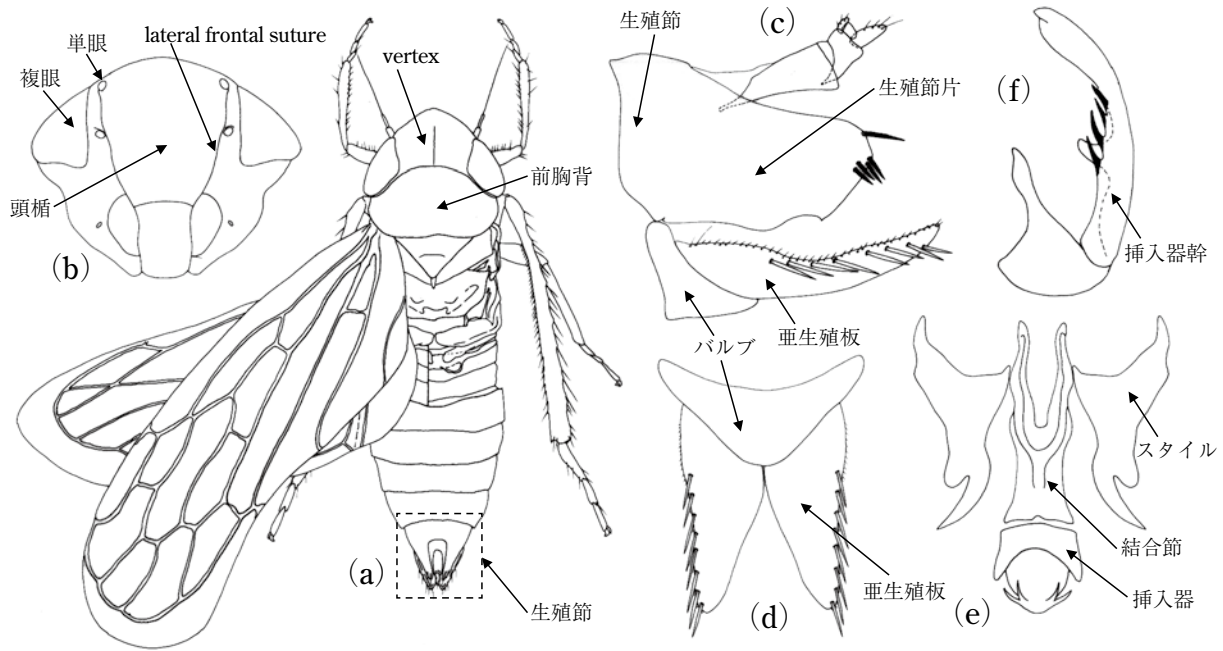 単眼
lateral frontal suture
複眼
頭楯
(b)
vertex
前胸背
(a)
生殖節
生殖節
(c)
生殖節片
バルブ
亜生殖板
(f)
挿入器幹
亜生殖板
(d)
スタイル
結合節
挿入器
(e)